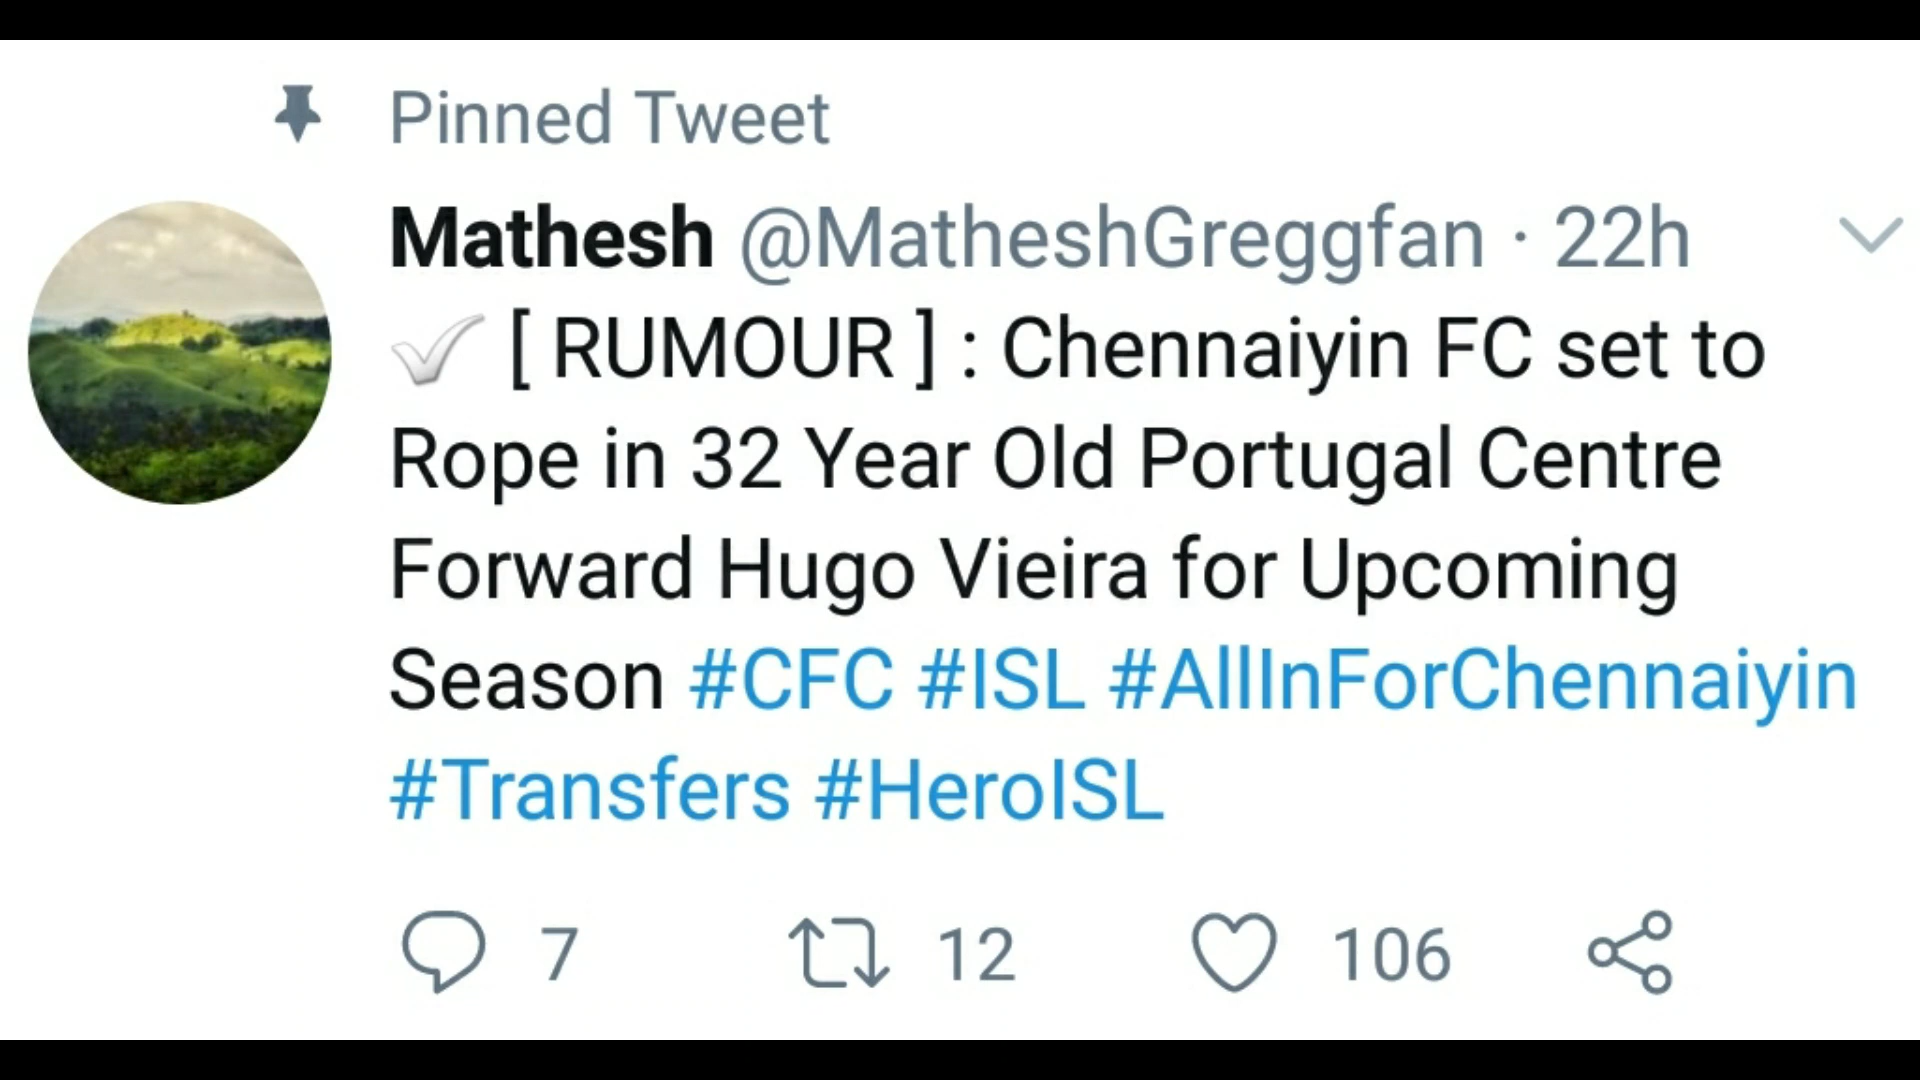 Pinned Tweet
Mathesh @MatheshGreggfan · 22h
✓ [ RUMOUR ] : Chennaiyin FC set to
Rope in 32 Year Old Portugal Centre
Forward Hugo Vieira for Upcoming
Season #CFC #ISL #AllInForChennaiyin
#Transfers #HeroISL
7 12 106